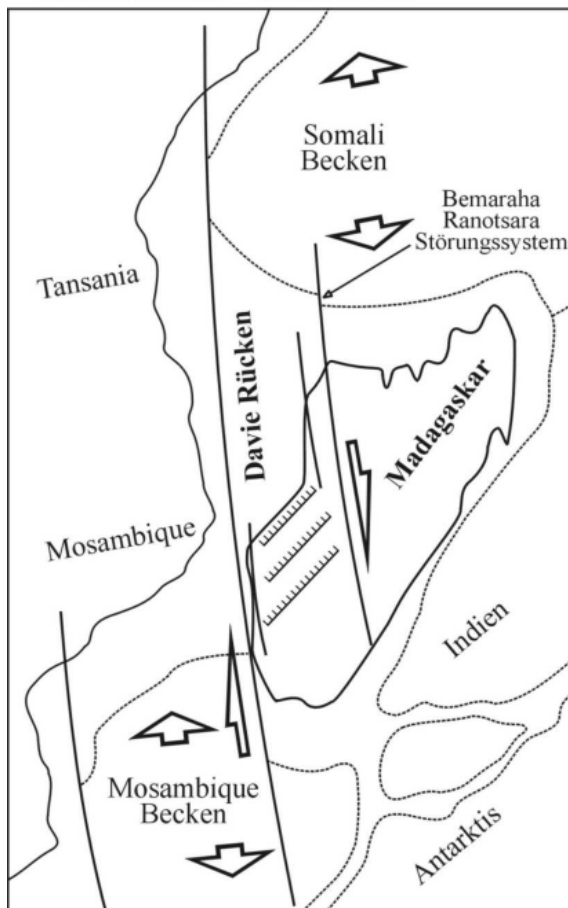 Somali
Becken
Bemaraha
Ranotsara
Störungssystem
Tansania
Davie Rücken
Madagaskar
Mosambique
Indien
Mosambique
Becken
Antarktis